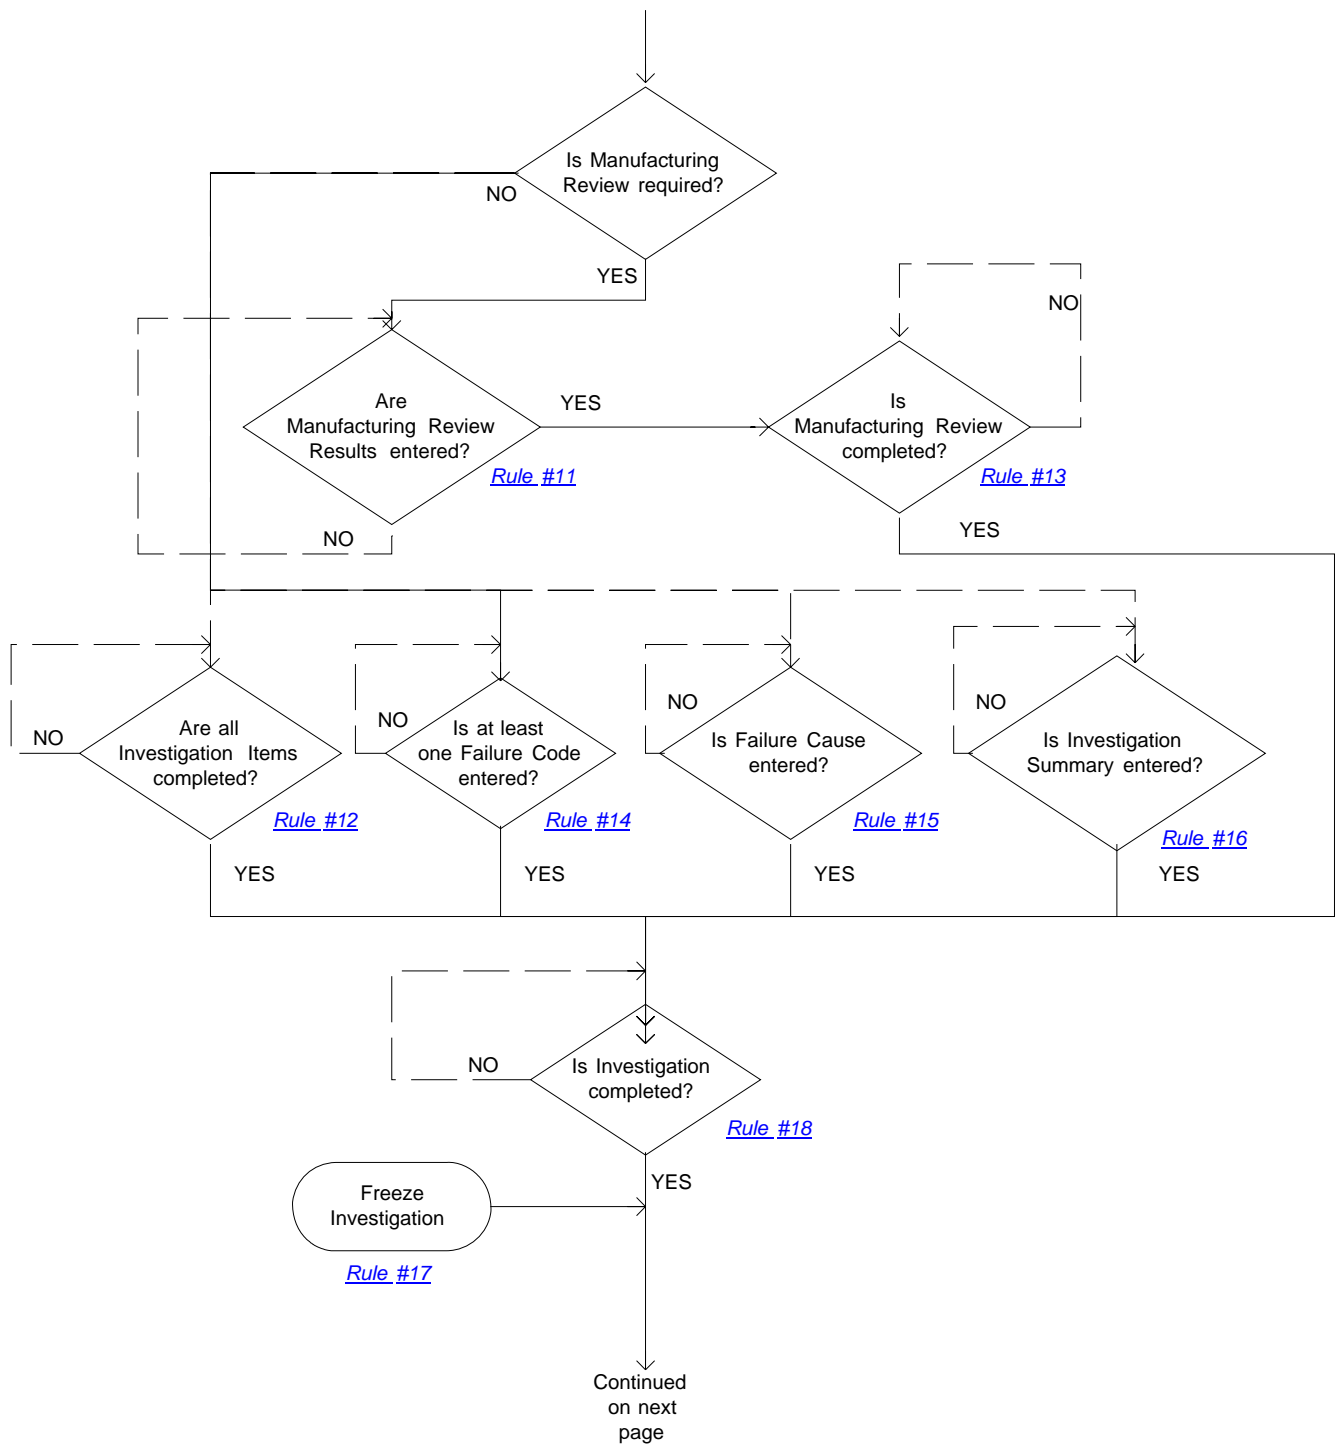 Is Manufacturing
Review required?
NO
YES
NO
Are
Manufacturing Review
Results entered?
YES
Is
Manufacturing Review
completed?
Rule #11
Rule #13
NO
YES
NO
Are all
Investigation Items
completed?
NO
Is at least
one Failure Code
entered?
NO
Is Failure Cause
entered?
NO
Is Investigation
Summary entered?
Rule #12
Rule #14
Rule #15
Rule #16
YES
YES
YES
YES
NO
Is Investigation
completed?
Rule #18
YES
Freeze
Investigation
Rule #17
Continued
on next
page